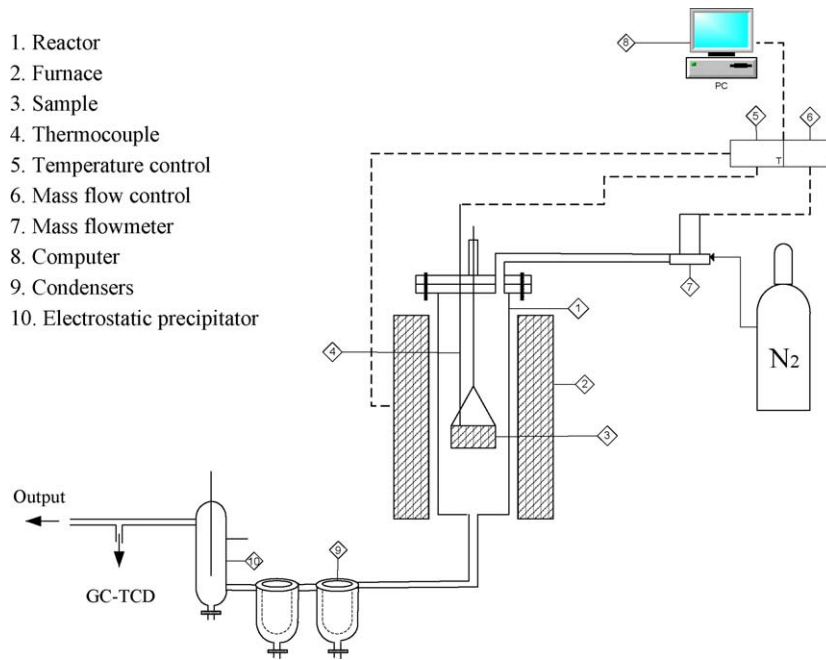 1. Reactor
2. Furnace
3. Sample
4. Thermocouple
5. Temperature control
6. Mass flow control
7. Mass flowmeter
8. Computer
9. Condensers
10. Electrostatic precipitator
8
PC
5
6
T
7
1
N2
4
2
3
Output
9
10
GC-TCD